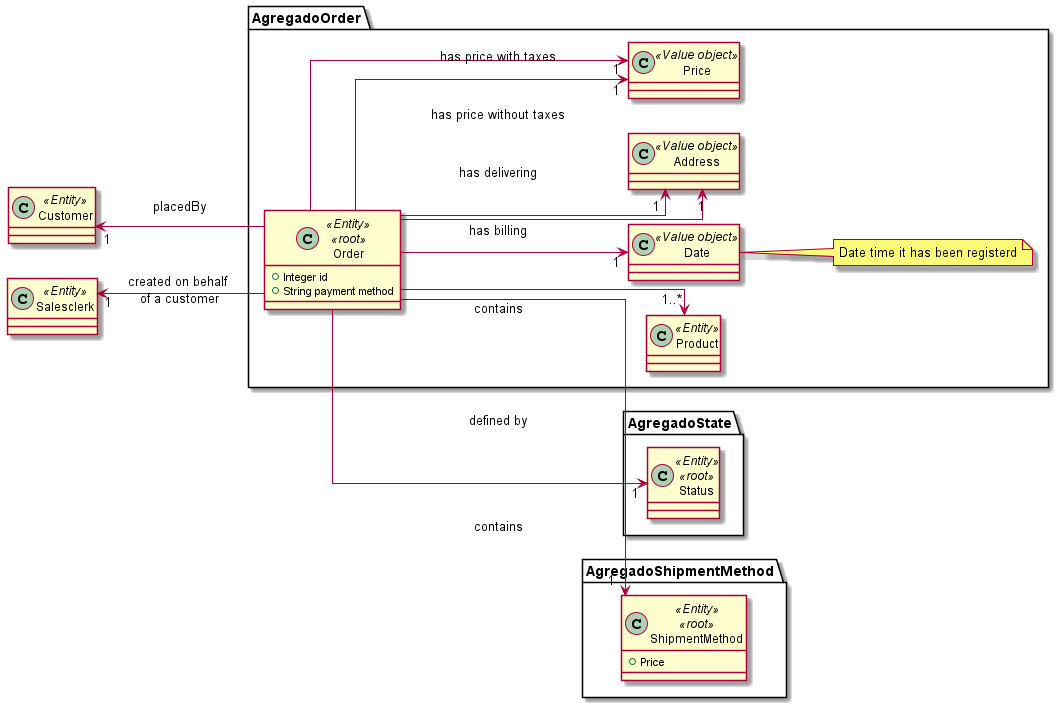 AgregadoOrder
has price with taxes
1
1
C
«Value object»
Price
has price without taxes
C
«Value object»
Address
has delivering
1
1
C
«Entity»
Customer
placedBy
1
C
«Entity»
«root»
Order
Integer id
String payment method
has billing
1
C
«Value object»
Date
Date time it has been registerd
C
«Entity»
Salesclerk
created on behalf
of a customer
1
contains
1..*
C
«Entity»
Product
defined by
AgregadoState
C
«Entity»
«root»
Status
1
contains
AgregadoShipmentMethod
1
C
«Entity»
«root»
ShipmentMethod
Price